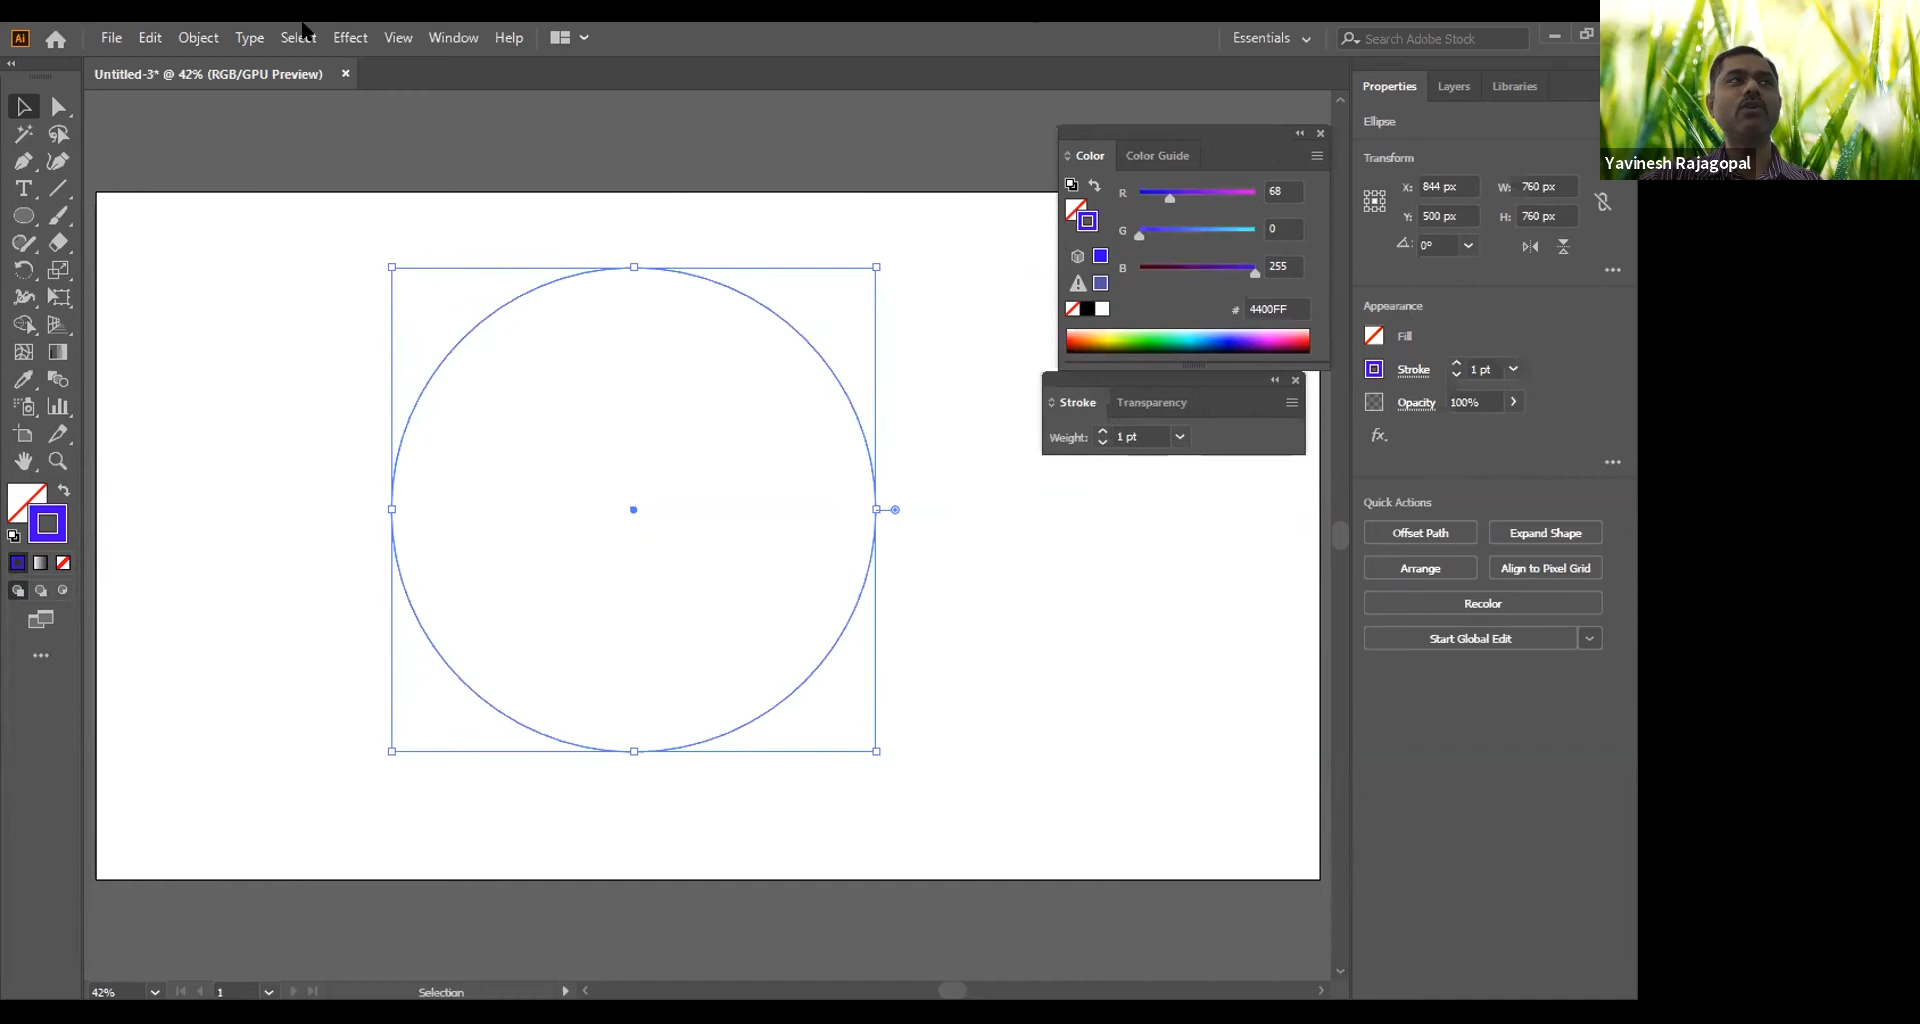 Ai File Edit Object Type Select Effect View Window Help Essentials Search Adobe Stock
Untitled-3* @ 42% (RGB/GPU Preview) ×
Properties Layers Libraries
Ellipse
Transform
X: 844 px W: 760 px
Y: 500 px H: 760 px
0°
Yavinesh Rajagopal
Color Color Guide
R 68
G 0
B 255
# 4400FF
Stroke Transparency
Weight: 1 pt
Appearance
Fill
Stroke 1 pt
Opacity 100%
fx.
Quick Actions
Offset Path Expand Shape
Arrange Align to Pixel Grid
Recolor
Start Global Edit
42% 1 Selection